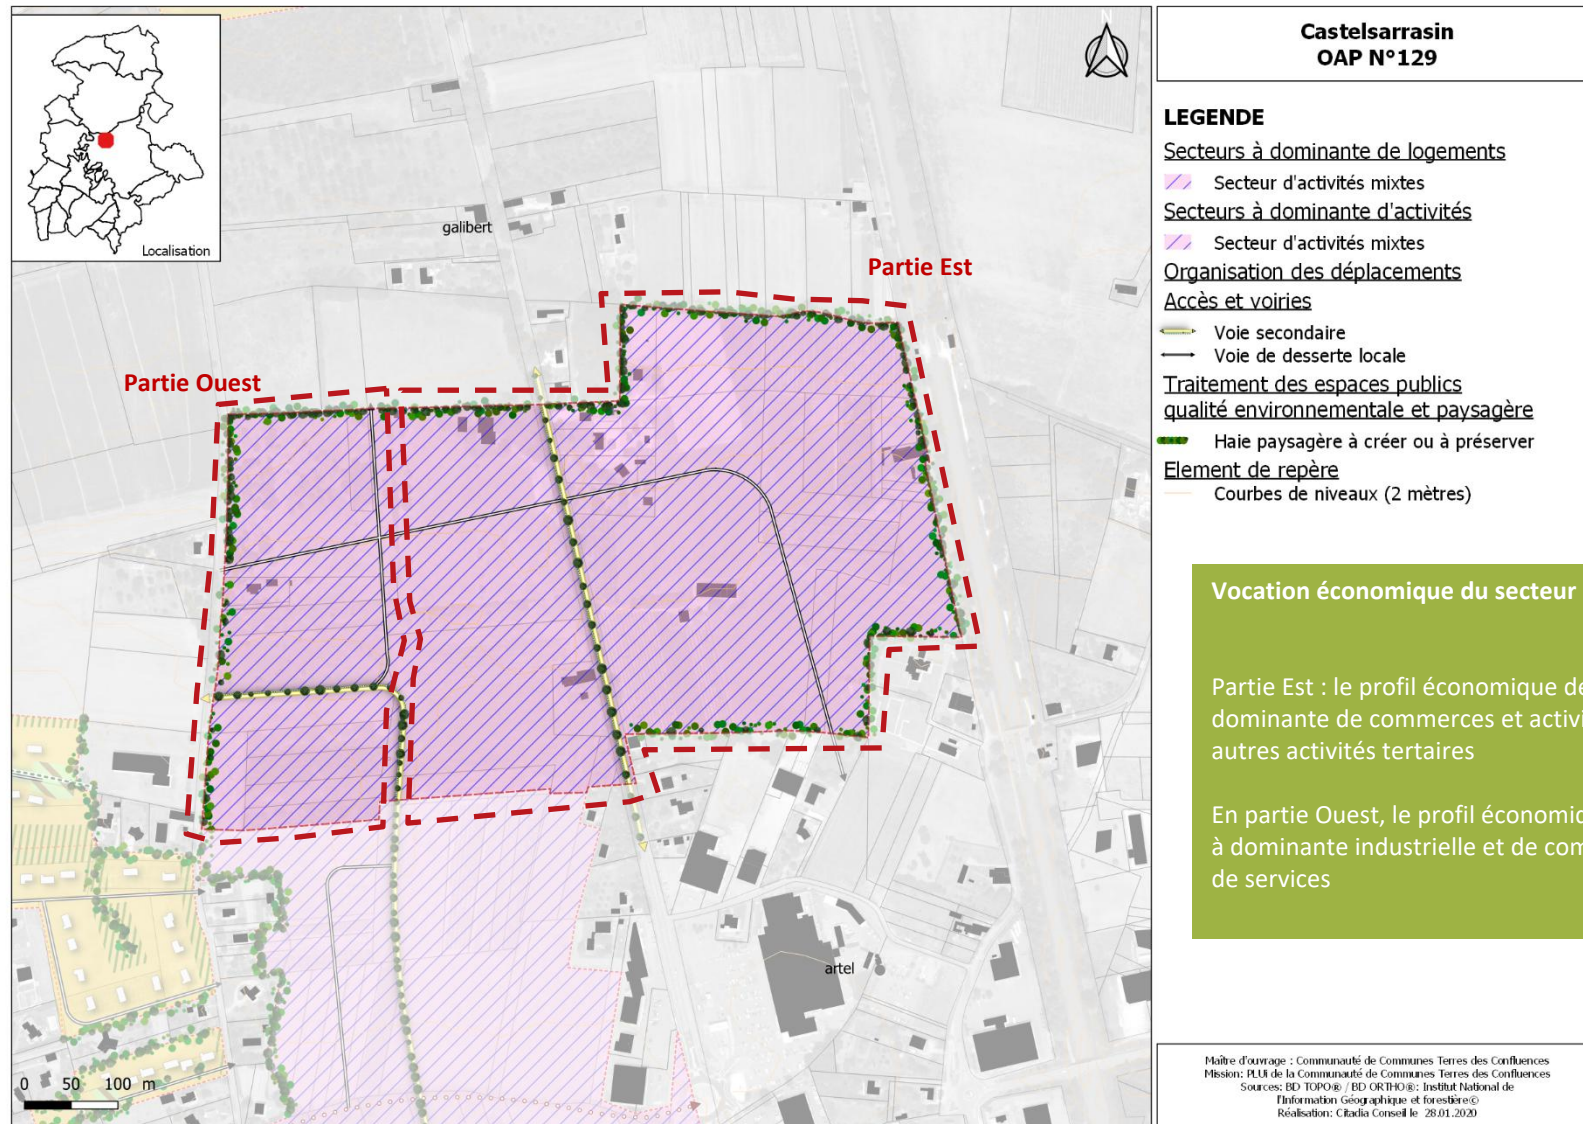 Localisation
N
galibert
Partie Est
Partie Ouest
artel
0 50 100 m
Castelsarrasin
OAP N°129
LEGENDE
Secteurs à dominante de logements
Secteur d'activités mixtes
Secteurs à dominante d'activités
Secteur d'activités mixtes
Organisation des déplacements
Accès et voiries
Voie secondaire
Voie de desserte locale
Traitement des espaces publics
qualité environnementale et paysagère
Haie paysagère à créer ou à préserver
Element de repère
Courbes de niveaux (2 mètres)
Vocation économique du secteur
Partie Est : le profil économique de
dominante de commerces et activi
autres activités tertaires
En partie Ouest, le profil économiq
à dominante industrielle et de com
de services
Maître d'ouvrage : Communauté de Communes Terres des Confluences
Mission: PLUi de la Communauté de Communes Terres des Confluences
Sources: BD TOPO® / BD ORTHO®: Institut National de
l'Information Géographique et forestière©
Réalisation: Citadia Conseil le 28.01.2020